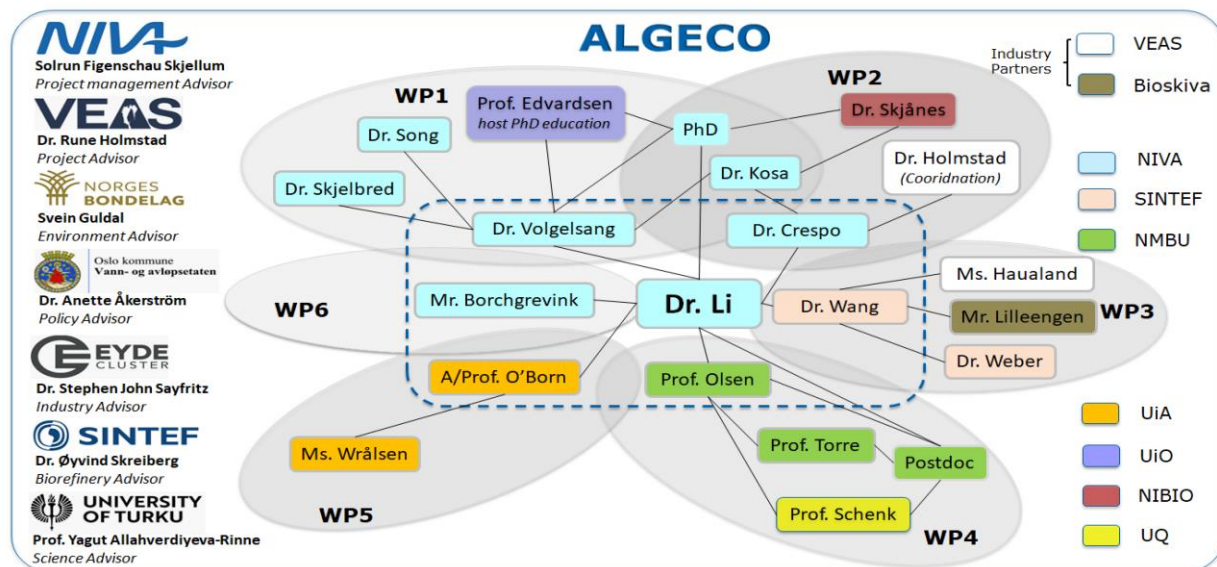 NIVA
Solrun Figenschau Skjellum
Project management Advisor
VEAS
Dr. Rune Holmstad
Project Advisor
NORGES
BONDELAG
Svein Guldal
Environment Advisor
Oslo kommune
Vann- og avløpsetaten
Dr. Anette Åkerström
Policy Advisor
EYDE
CLUSTER
Dr. Stephen John Sayfritz
Industry Advisor
SINTEF
Dr. Øyvind Skreiberg
Biorefinery Advisor
UNIVERSITY
OF TURKU
Prof. Yagut Allahverdiyeva-Rinne
Science Advisor
ALGECO
WP1
Prof. Edvardsen
host PhD education
Dr. Song
Dr. Skjelbred
Dr. Volgelsang
WP2
PhD
Dr. Skjånes
Dr. Kosa
Dr. Holmstad
(Cooridnation)
Dr. Crespo
WP6
Mr. Borchgrevink
Dr. Li
Ms. Haualand
Dr. Wang
Mr. Lilleengen
WP3
Dr. Weber
A/Prof. O'Born
Ms. Wrålsen
WP5
Prof. Olsen
Prof. Torre
Postdoc
Prof. Schenk
WP4
Industry
Partners
VEAS
Bioskiva
NIVA
SINTEF
NMBU
UiA
UiO
NIBIO
UQ